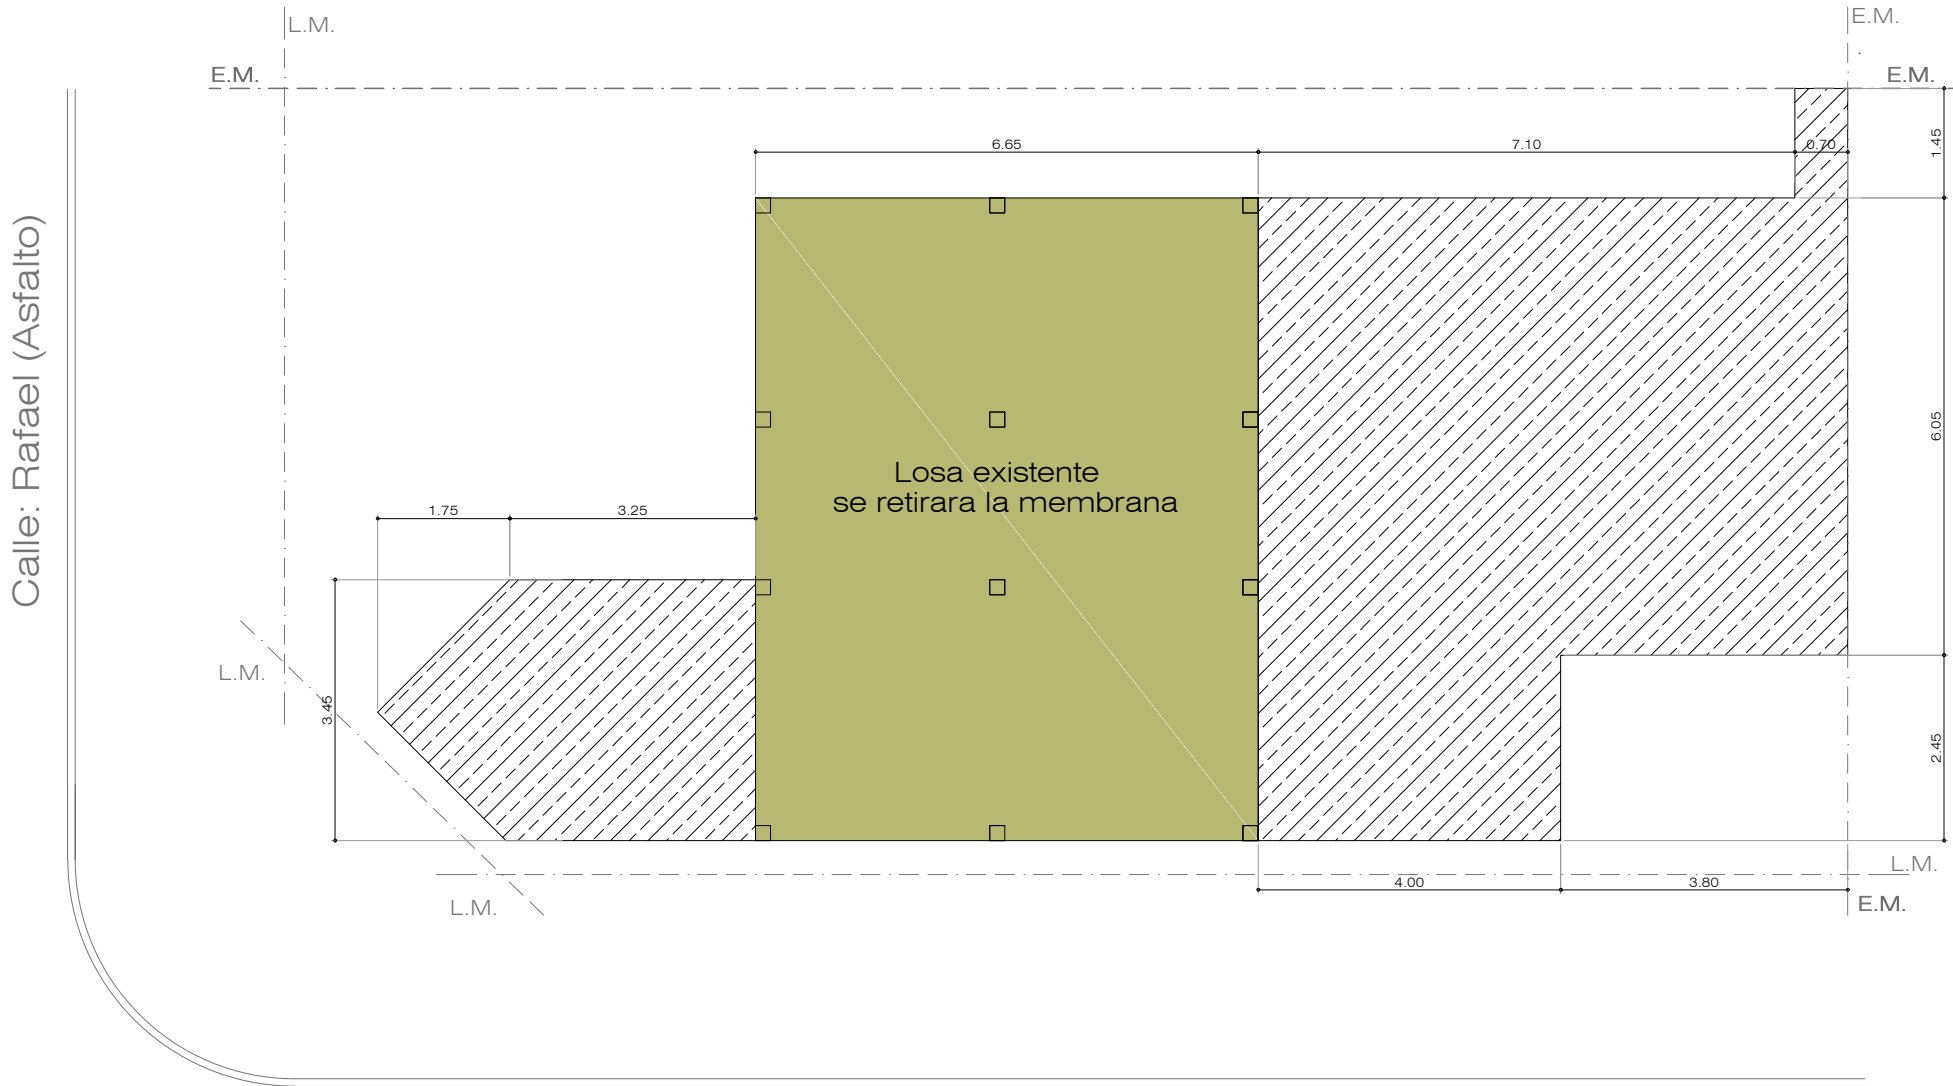 L.M.
E.M.
E.M.
E.M.
6.65
7.10
0.70
1.45
Calle: Rafael (Asfalto)
6.05
Losa existente
se retirara la membrana
1.75
3.25
L.M.
3.45
2.45
L.M.
4.00
3.80
L.M.
E.M.